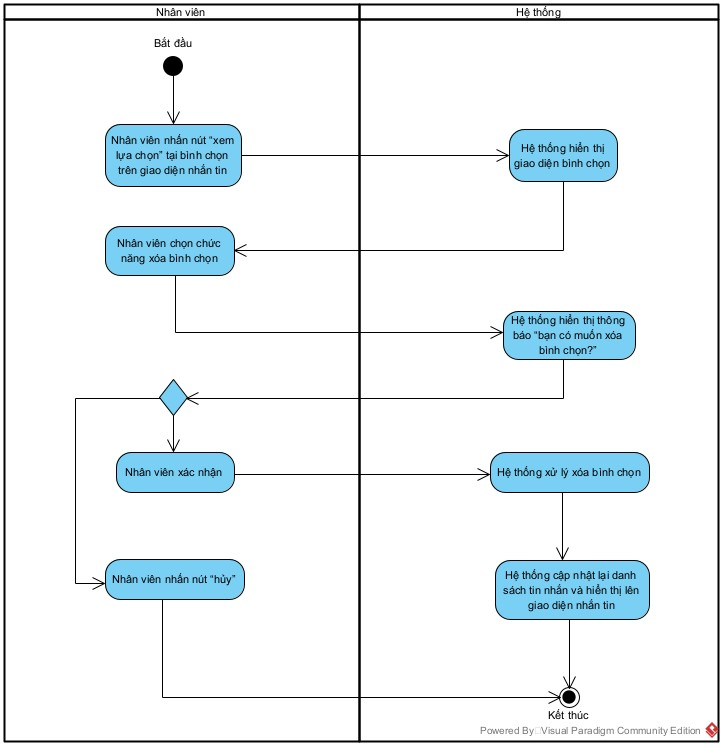 Nhân viên
Hệ thống
Bắt đầu
Nhân viên nhấn nút “xem
lựa chọn” tại bình chọn
trên giao diện nhắn tin
Hệ thống hiển thị
giao diện bình chọn
Nhân viên chọn chức
năng xóa bình chọn
Hệ thống hiển thị thông
báo “bạn có muốn xóa
bình chọn?”
Nhân viên xác nhận
Hệ thống xử lý xóa bình chọn
Nhân viên nhấn nút “hủy”
Hệ thống cập nhật lại danh
sách tin nhắn và hiển thị lên
giao diện nhắn tin
Kết thúc
Powered By Visual Paradigm Community Edition